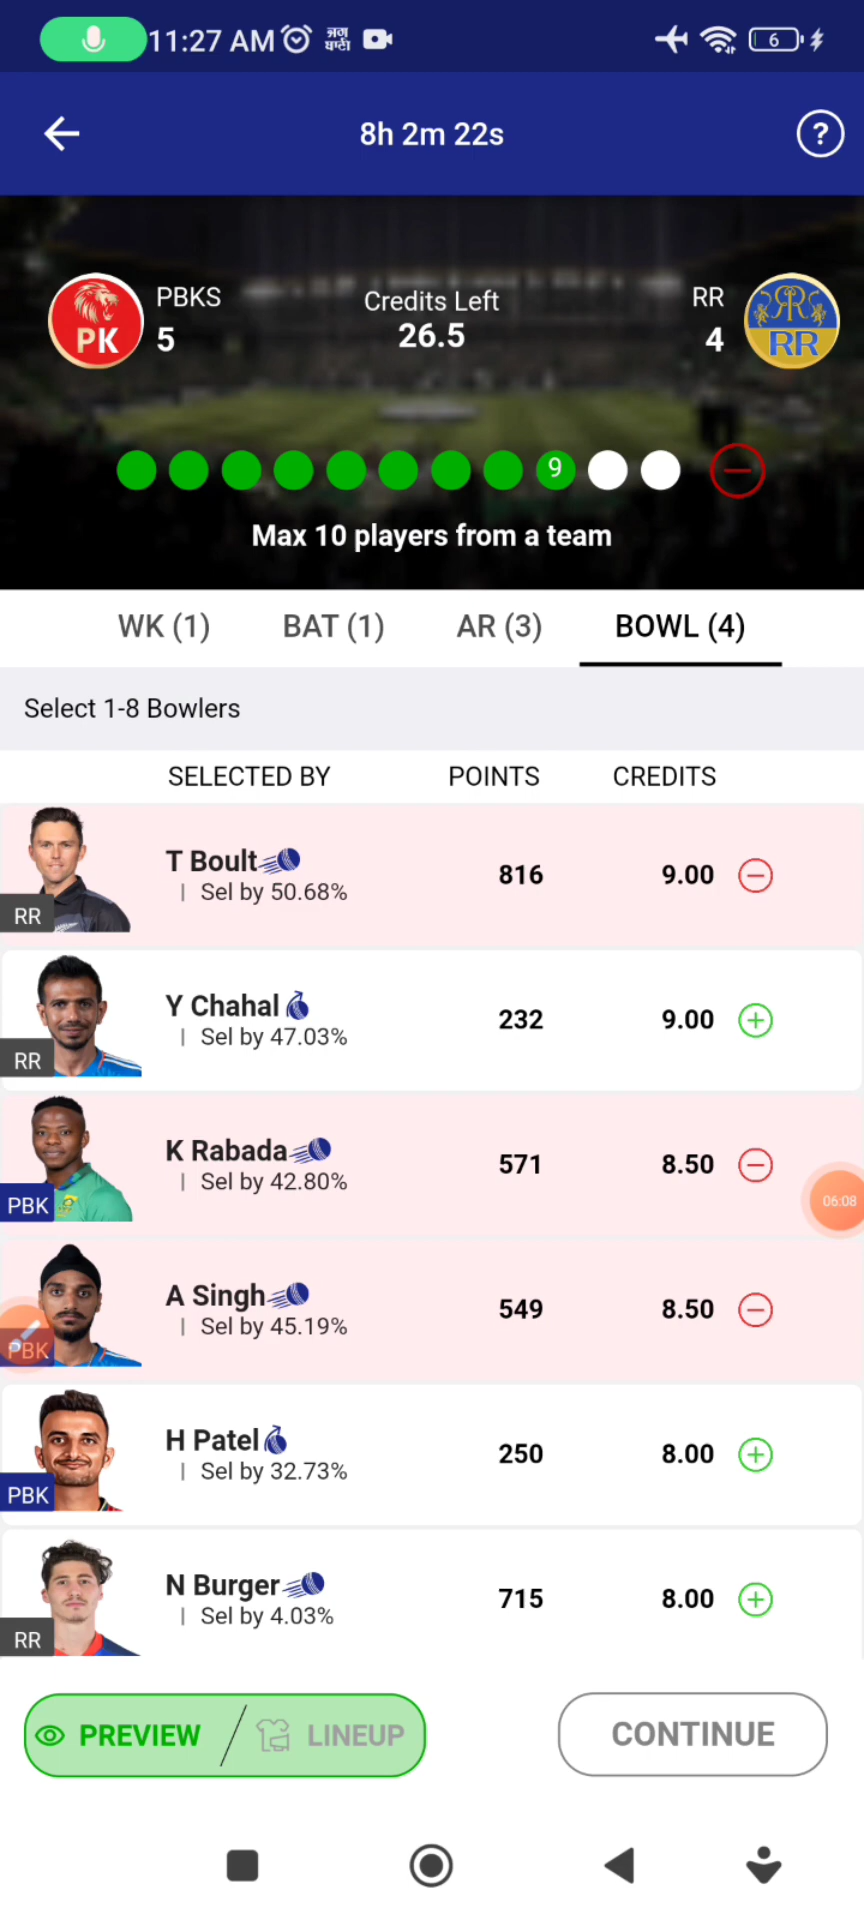 11:27 AM ਜਗ ਬਾਣੀ 6
8h 2m 22s ?
PBKS Credits Left RR
PK 5 26.5 4 RR
9
Max 10 players from a team
WK (1) BAT (1) AR (3) BOWL (4)
Select 1-8 Bowlers
SELECTED BY POINTS CREDITS
T Boult 816 9.00
| Sel by 50.68%
RR
Y Chahal 232 9.00
| Sel by 47.03%
RR
K Rabada 571 8.50
| Sel by 42.80%
PBK
06:08
A Singh 549 8.50
| Sel by 45.19%
PBK
H Patel 250 8.00
| Sel by 32.73%
PBK
N Burger 715 8.00
| Sel by 4.03%
RR
PREVIEW / LINEUP CONTINUE